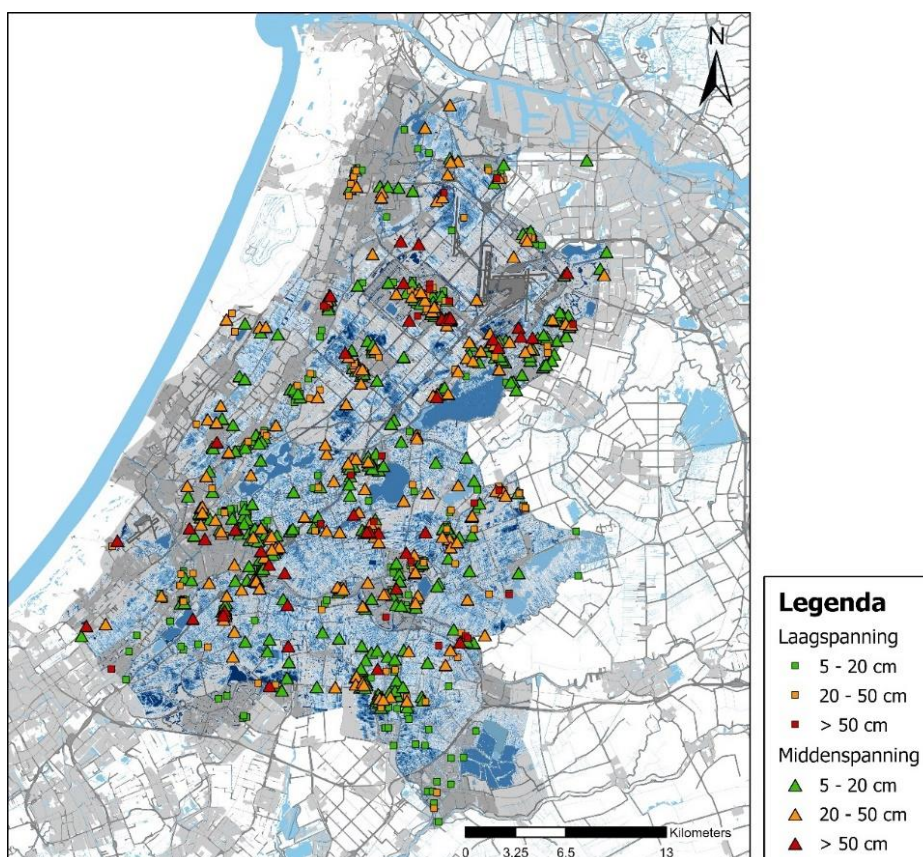 N
Kilometers
0 3.25 6.5 13
Legenda
Laagspanning
5 - 20 cm
20 - 50 cm
> 50 cm
Middenspanning
5 - 20 cm
20 - 50 cm
> 50 cm